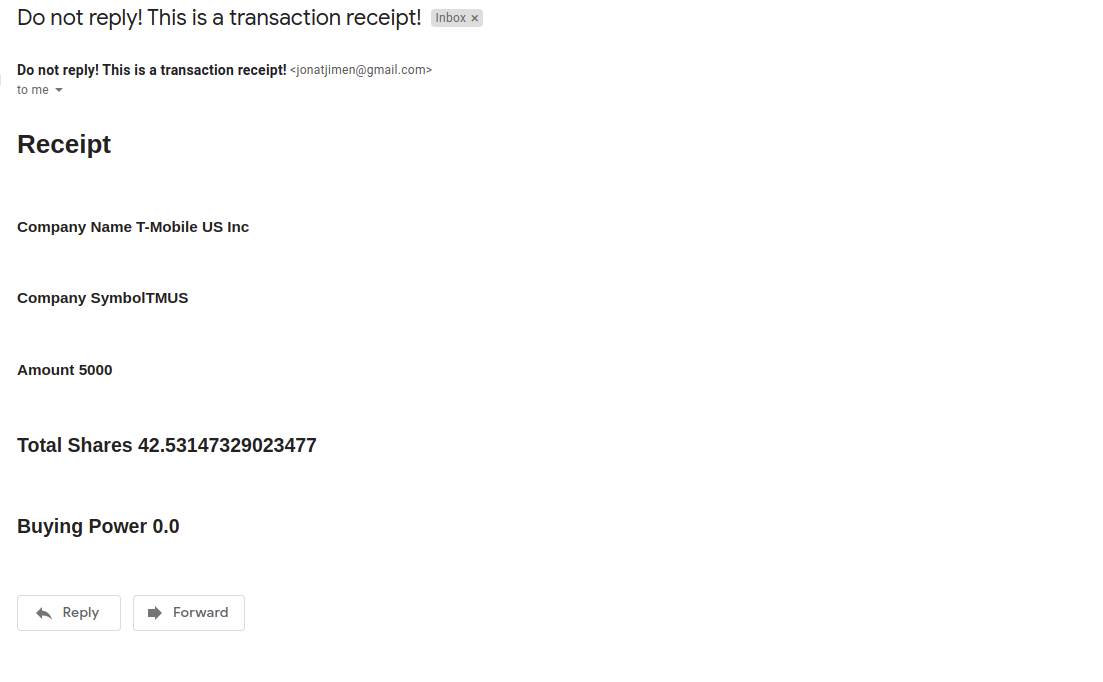 Do not reply! This is a transaction receipt! Inbox ×
Do not reply! This is a transaction receipt! <jonatjimen@gmail.com>
to me
Receipt
Company Name T-Mobile US Inc
Company SymbolTMUS
Amount 5000
Total Shares 42.53147329023477
Buying Power 0.0
Reply Forward